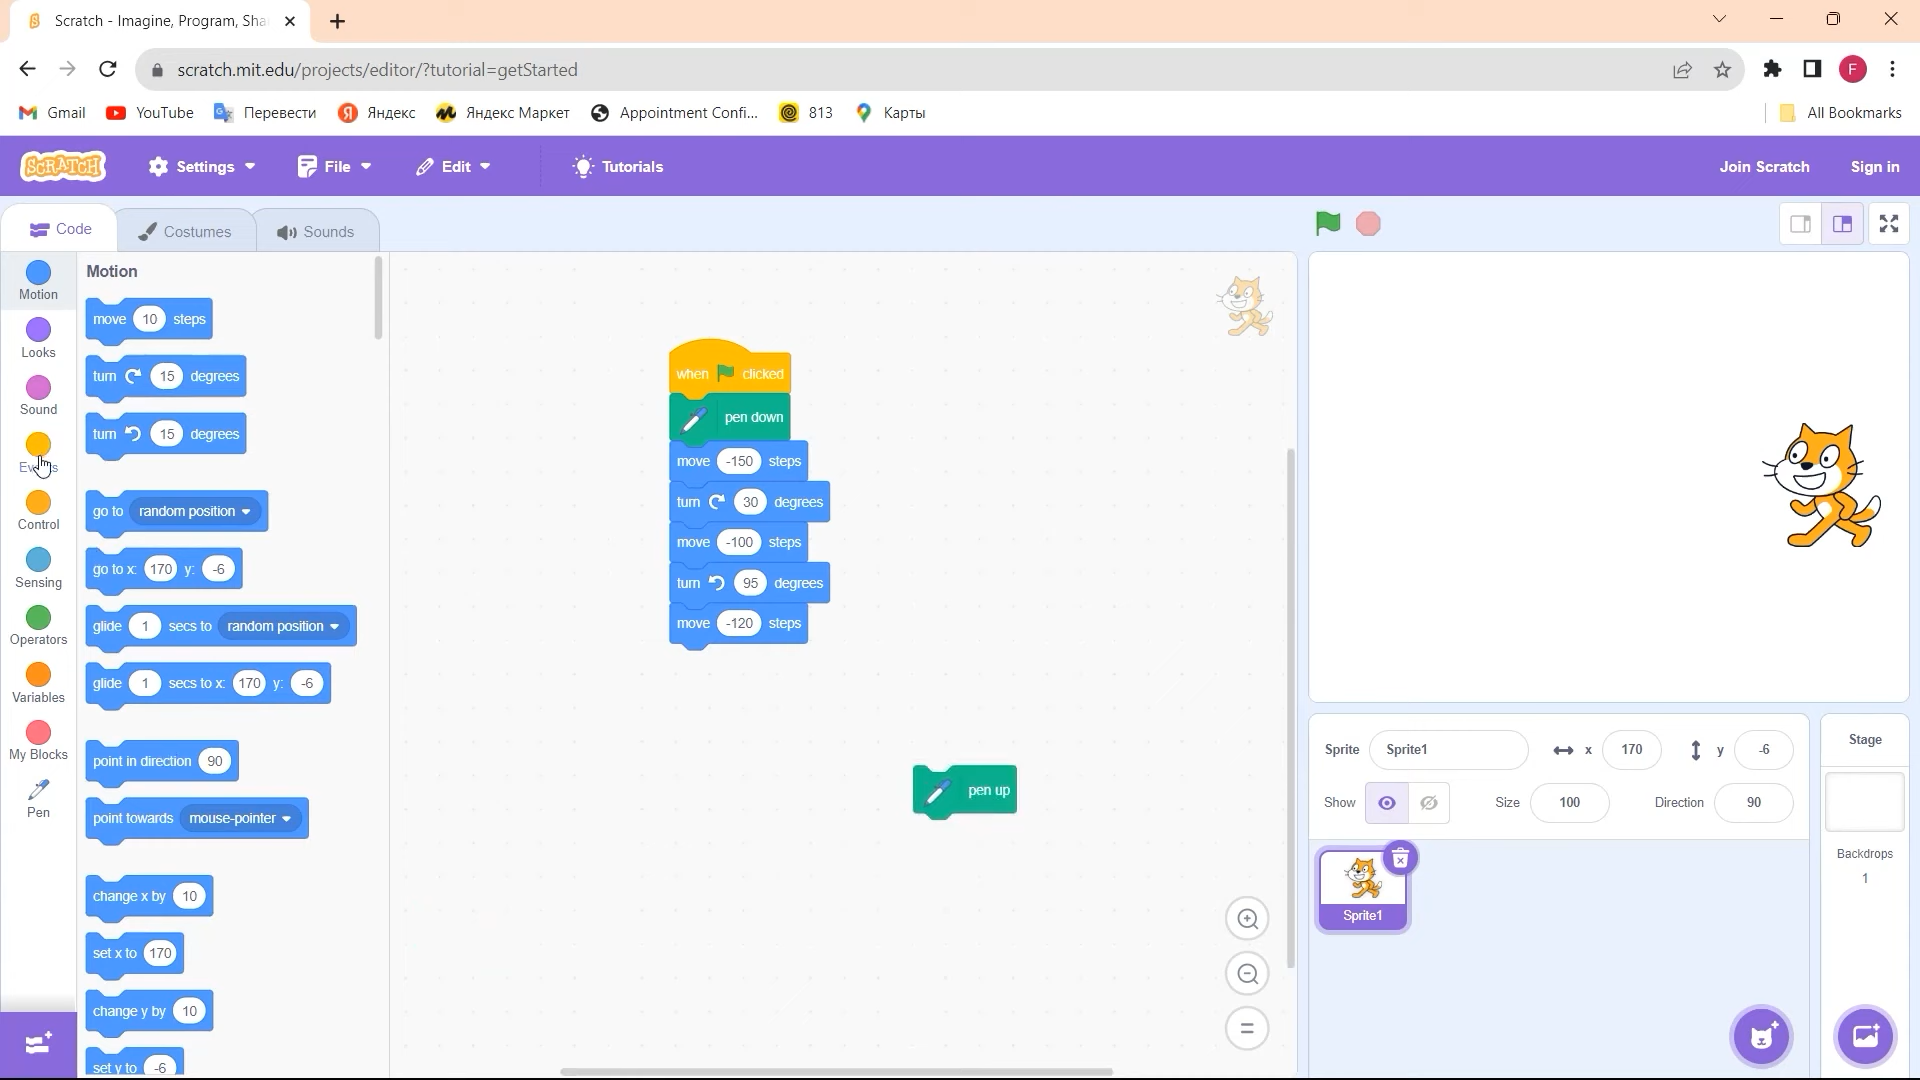 Scratch - Imagine, Program, Sha
scratch.mit.edu/projects/editor/?tutorial=getStarted
F
Gmail YouTube Перевести Яндекс Яндекс Маркет Appointment Confi... 813 Карты All Bookmarks
SCRATCH Settings File Edit Tutorials Join Scratch Sign in
Code Costumes Sounds
Motion
Looks
Sound
Events
Control
Sensing
Operators
Variables
My Blocks
Pen
Motion
move 10 steps
turn 15 degrees
turn 15 degrees
go to random position
go to x: 170 y: -6
glide 1 secs to random position
glide 1 secs to x: 170 y: -6
point in direction 90
point towards mouse-pointer
change x by 10
set x to 170
change y by 10
set y to -6
when clicked
pen down
move -150 steps
turn 30 degrees
move -100 steps
turn 95 degrees
move -120 steps
pen up
Sprite Sprite1 x 170 y -6
Show Size 100 Direction 90
Sprite1
Stage
Backdrops
1